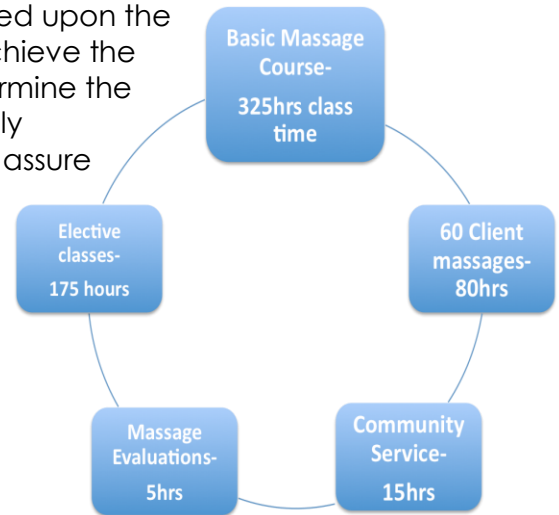 ed upon the
chieve the
ermine the
ly
assure
Basic Massage
Course-
325hrs class
time
60 Client
massages-
80hrs
Community
Service-
15hrs
Massage
Evaluations-
5hrs
Elective
classes-
175 hours